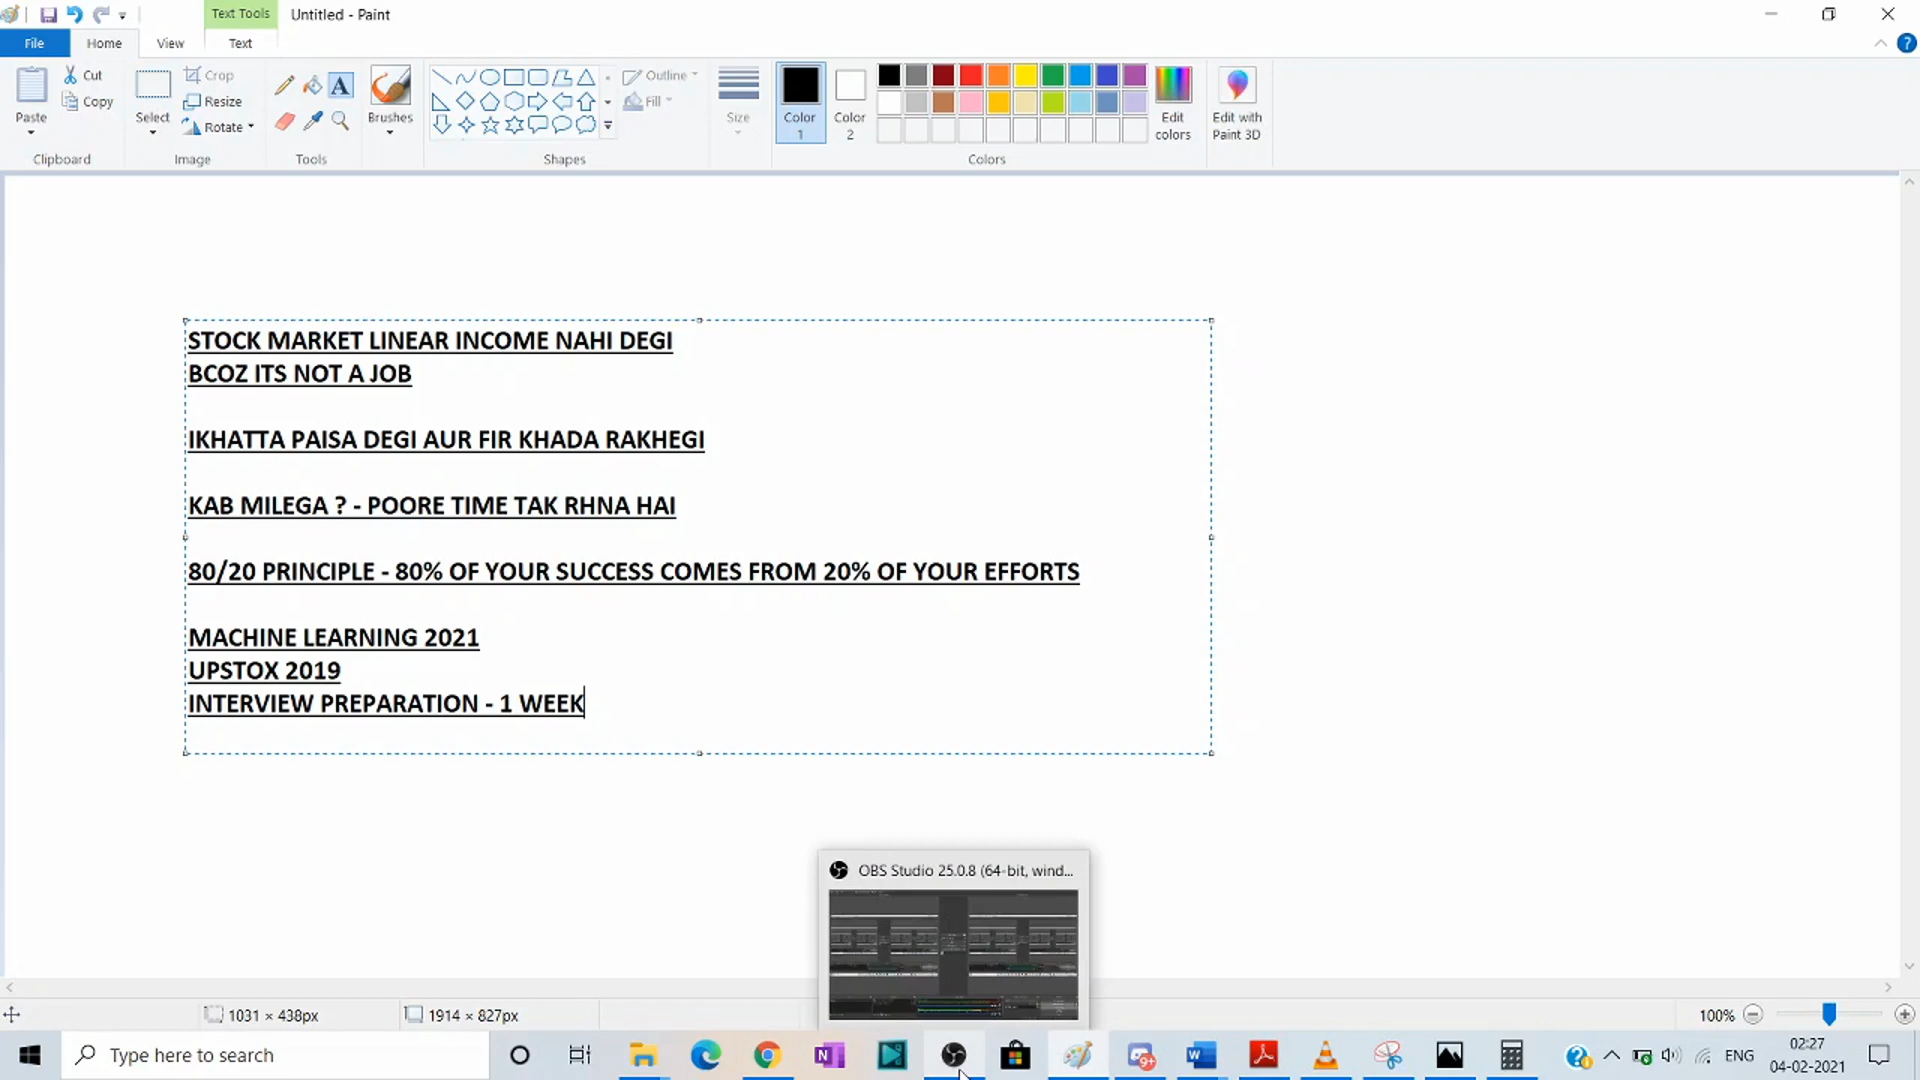 Text Tools
Untitled - Paint
File
Home
View
Text
Paste
Cut
Copy
Clipboard
Select
Crop
Resize
Rotate
Image
Tools
Brushes
Shapes
Outline
Fill
Size
Color 1
Color 2
Colors
Edit colors
Edit with Paint 3D
STOCK MARKET LINEAR INCOME NAHI DEGI
BCOZ ITS NOT A JOB
IKHATTA PAISA DEGI AUR FIR KHADA RAKHEGI
KAB MILEGA ? - POORE TIME TAK RHNA HAI
80/20 PRINCIPLE - 80% OF YOUR SUCCESS COMES FROM 20% OF YOUR EFFORTS
MACHINE LEARNING 2021
UPSTOX 2019
INTERVIEW PREPARATION - 1 WEEK
OBS Studio 25.0.8 (64-bit, wind...
1031 × 438px
1914 × 827px
100%
Type here to search
9+
ENG
02:27
04-02-2021